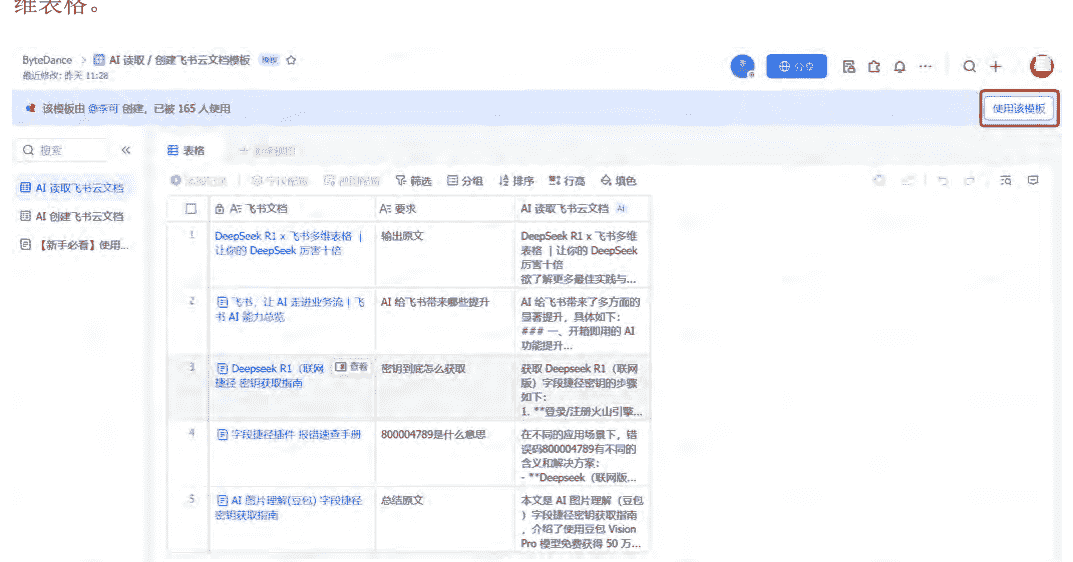 维表格。
ByteDance > AI 读取 / 创建飞书云文档模板 模板
最近修改: 昨天 11:28
分享
该模板由 @李可 创建，已被 165 人使用
使用该模板
搜索
表格
AI 读取飞书云文档
AI 创建飞书云文档
【新手必看】使用...
筛选 分组 排序 行高 填色
飞书文档 要求 AI 读取飞书云文档 AI
1 DeepSeek R1 x 飞书多维表格 | 输出原文 DeepSeek R1 x 飞书多维
让你的 DeepSeek 厉害十倍 表格 | 让你的 DeepSeek
厉害十倍
欲了解更多最佳实践与...
2 飞书，让 AI 走进业务流 | 飞 AI 给飞书带来哪些提升 AI 给飞书带来了多方面的
书 AI 能力总览 显著提升，具体如下：
### 一、开箱即用的 AI
功能提升...
3 Deepseek R1（联网 查看 密钥到底怎么获取 获取 Deepseek R1（联网
捷径 密钥获取指南 版）字段捷径密钥的步骤
如下：
1. **登录/注册火山引擎...
4 字段捷径插件 报错速查手册 800004789是什么意思 在不同的应用场景下，错
误码800004789有不同的
含义和解决方案：
- **Deepseek（联网版...
5 AI 图片理解(豆包) 字段捷径 总结原文 本文是 AI 图片理解（豆包
密钥获取指南 ）字段捷径密钥获取指南
，介绍了使用豆包 Vision
Pro 模型免费获得 50 万...